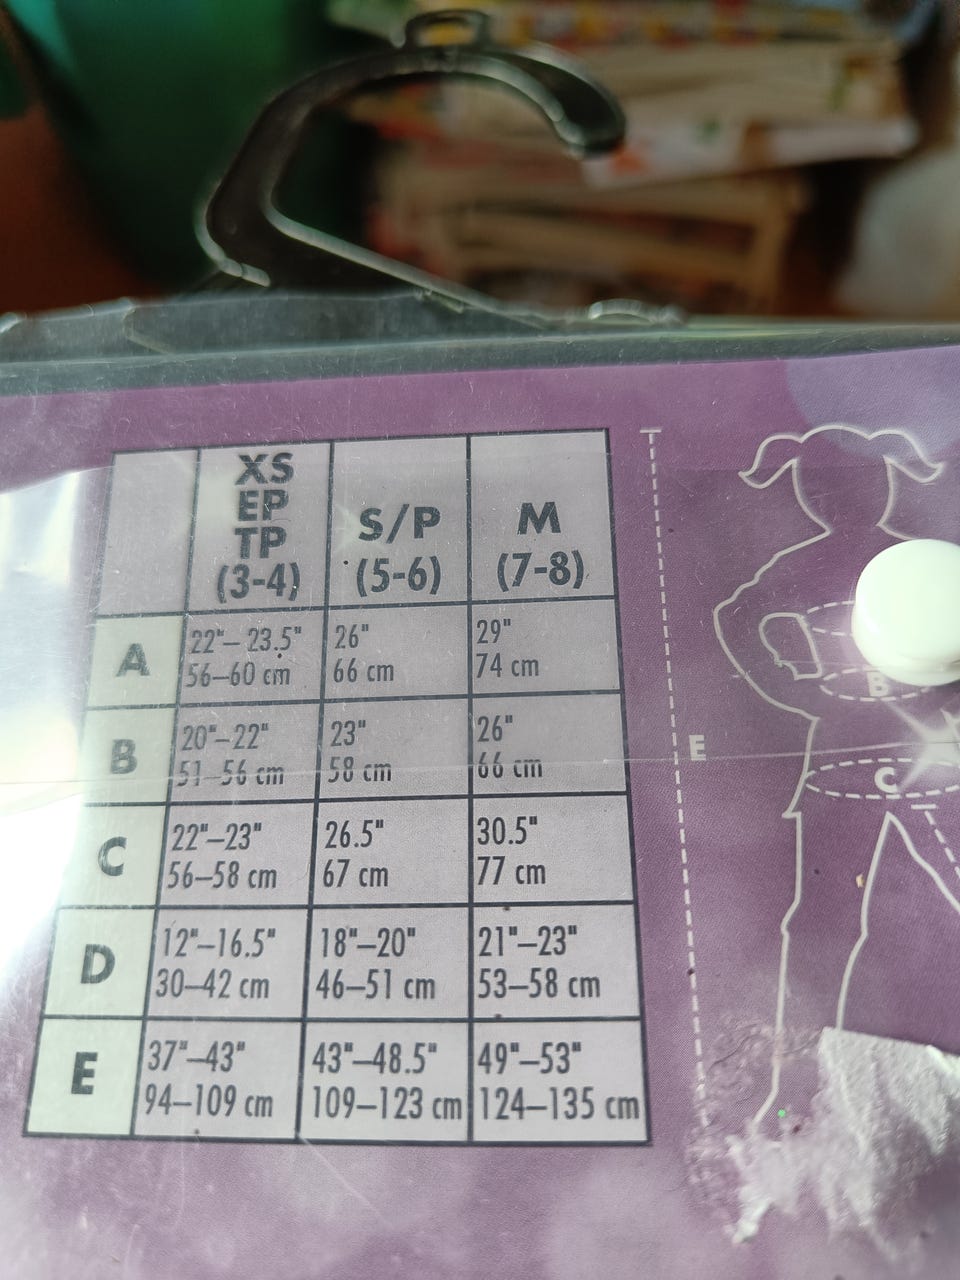 XS
EP
TP
(3-4)
S/P
(5-6)
M
(7-8)
A
22"– 23.5"
56–60 cm
26"
66 cm
29"
74 cm
B
20"–22"
51–56 cm
23"
58 cm
26"
66 cm
C
22"–23"
56–58 cm
26.5"
67 cm
30.5"
77 cm
D
12"–16.5"
30–42 cm
18"–20"
46–51 cm
21"–23"
53–58 cm
E
37"–43"
94–109 cm
43"–48.5"
109–123 cm
49"–53"
124–135 cm
B
E
C